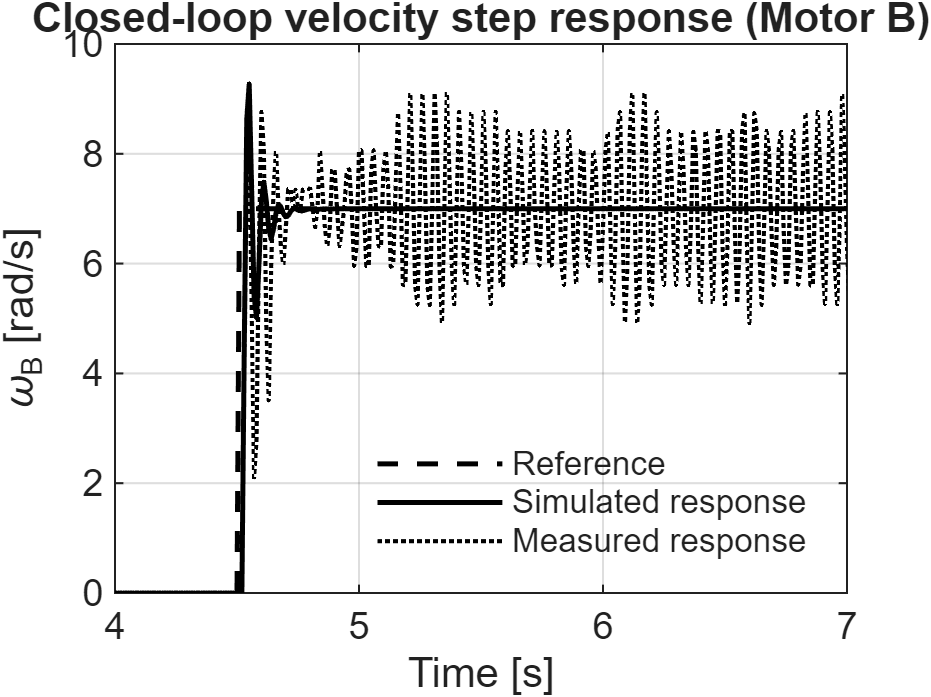 Closed-loop velocity step response (Motor B)
10
8
6
4
2
0
ω_B [rad/s]
Reference
Simulated response
Measured response
4 5 6 7
Time [s]